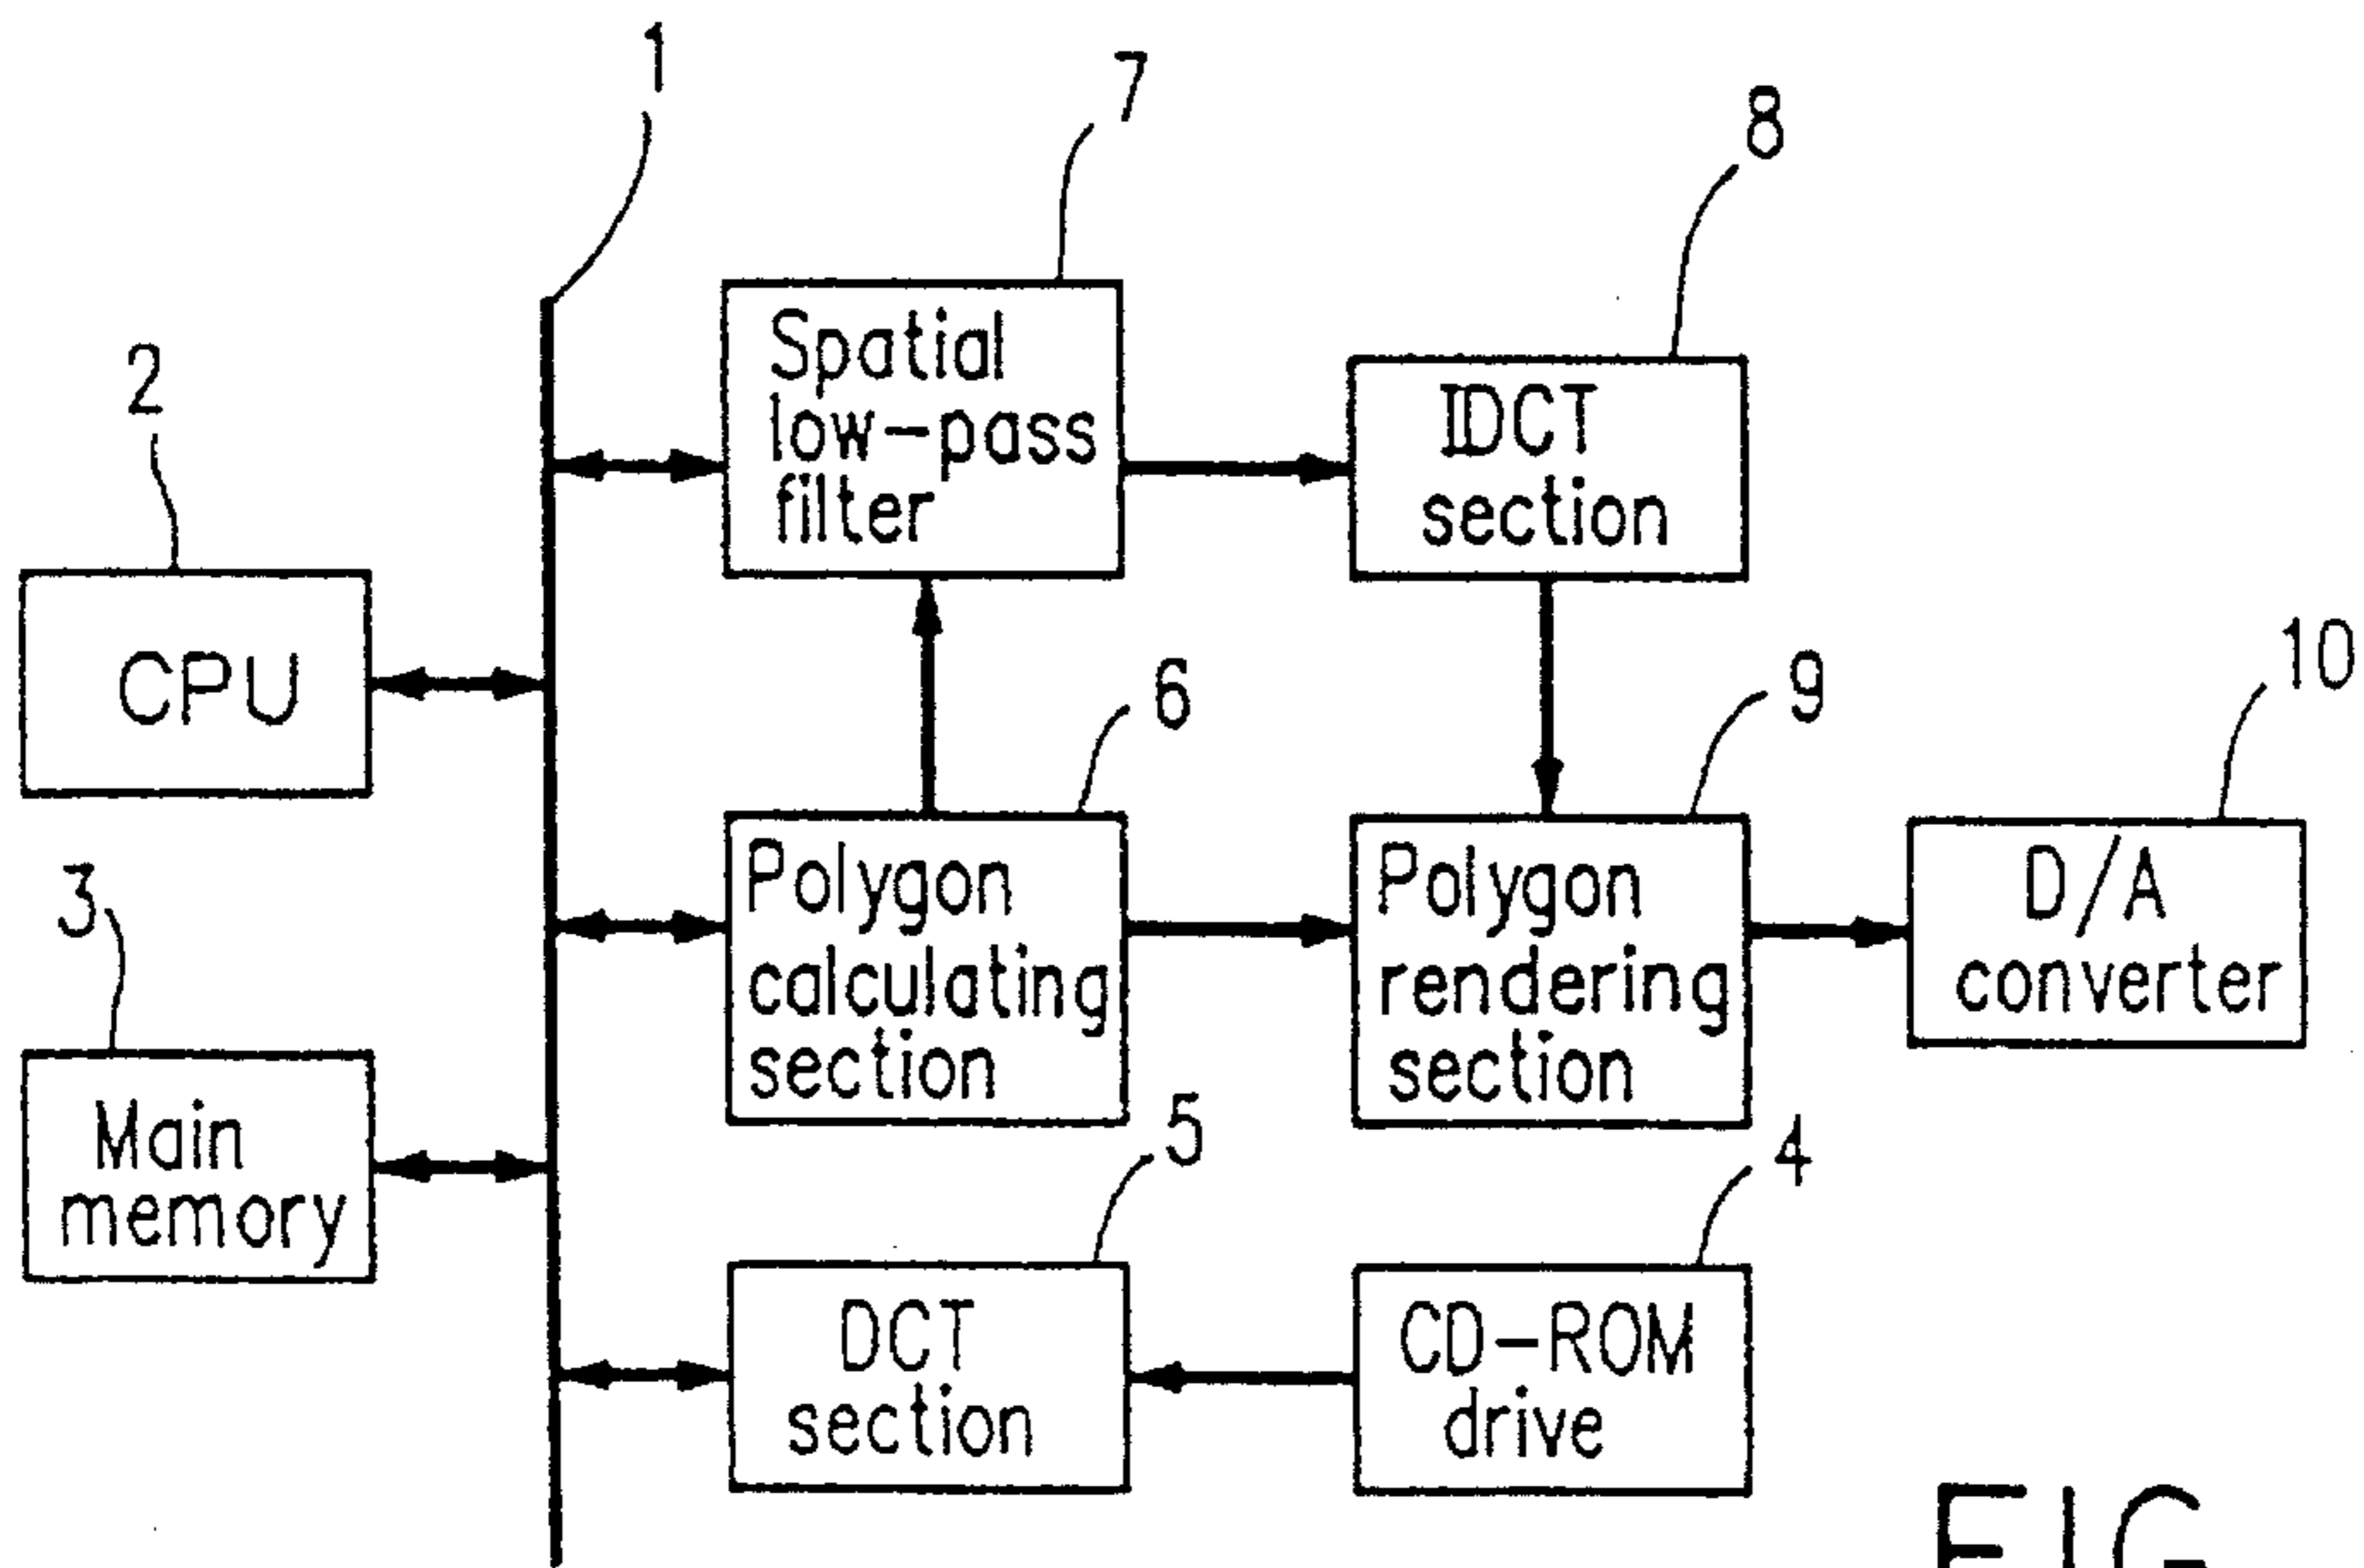 1
7
8
2
Spatial
low-pass
filter
IDCT
section
CPU
6
9
10
3
Polygon
calculating
section
Polygon
rendering
section
D/A
converter
Main
memory
5
4
DCT
section
CD-ROM
drive
FIG